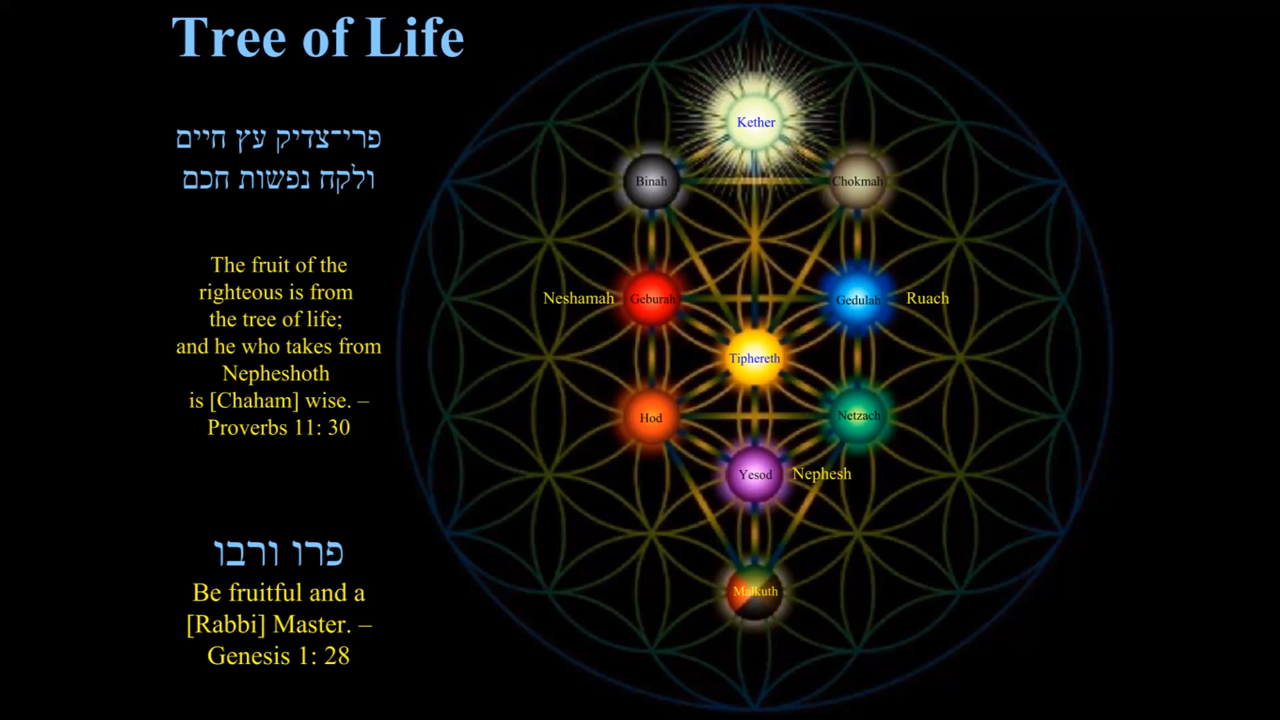 Tree of Life
פרי־צדיק עץ חיים
ולקח נפשות חכם
The fruit of the
righteous is from
the tree of life;
and he who takes from
Nepheshoth
is [Chaham] wise. –
Proverbs 11: 30
פרו ורבו
Be fruitful and a
[Rabbi] Master. –
Genesis 1: 28
Kether
Binah
Chokmah
Neshamah
Geburah
Gedulah
Ruach
Tiphereth
Hod
Netzach
Yesod
Nephesh
Malkuth